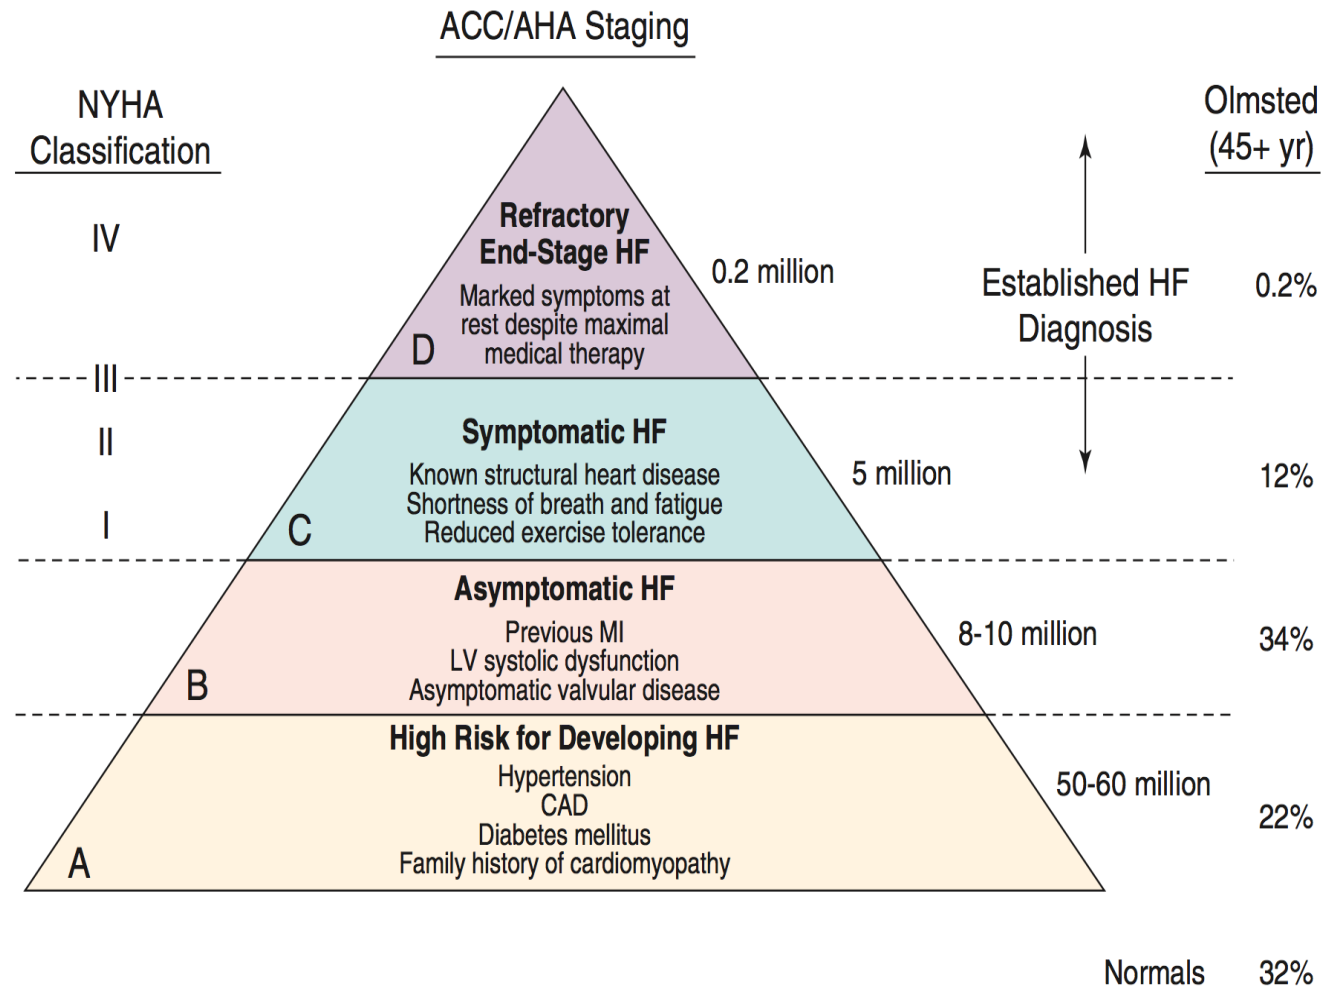 ACC/AHA Staging
NYHA
Classification
Olmsted
(45+ yr)
IV
Refractory
End-Stage HF
Marked symptoms at
rest despite maximal
medical therapy
D
0.2 million
Established HF
Diagnosis
0.2%
III
II
I
Symptomatic HF
Known structural heart disease
Shortness of breath and fatigue
Reduced exercise tolerance
C
5 million
12%
Asymptomatic HF
Previous MI
LV systolic dysfunction
Asymptomatic valvular disease
B
8-10 million
34%
High Risk for Developing HF
Hypertension
CAD
Diabetes mellitus
Family history of cardiomyopathy
A
50-60 million
22%
Normals 32%